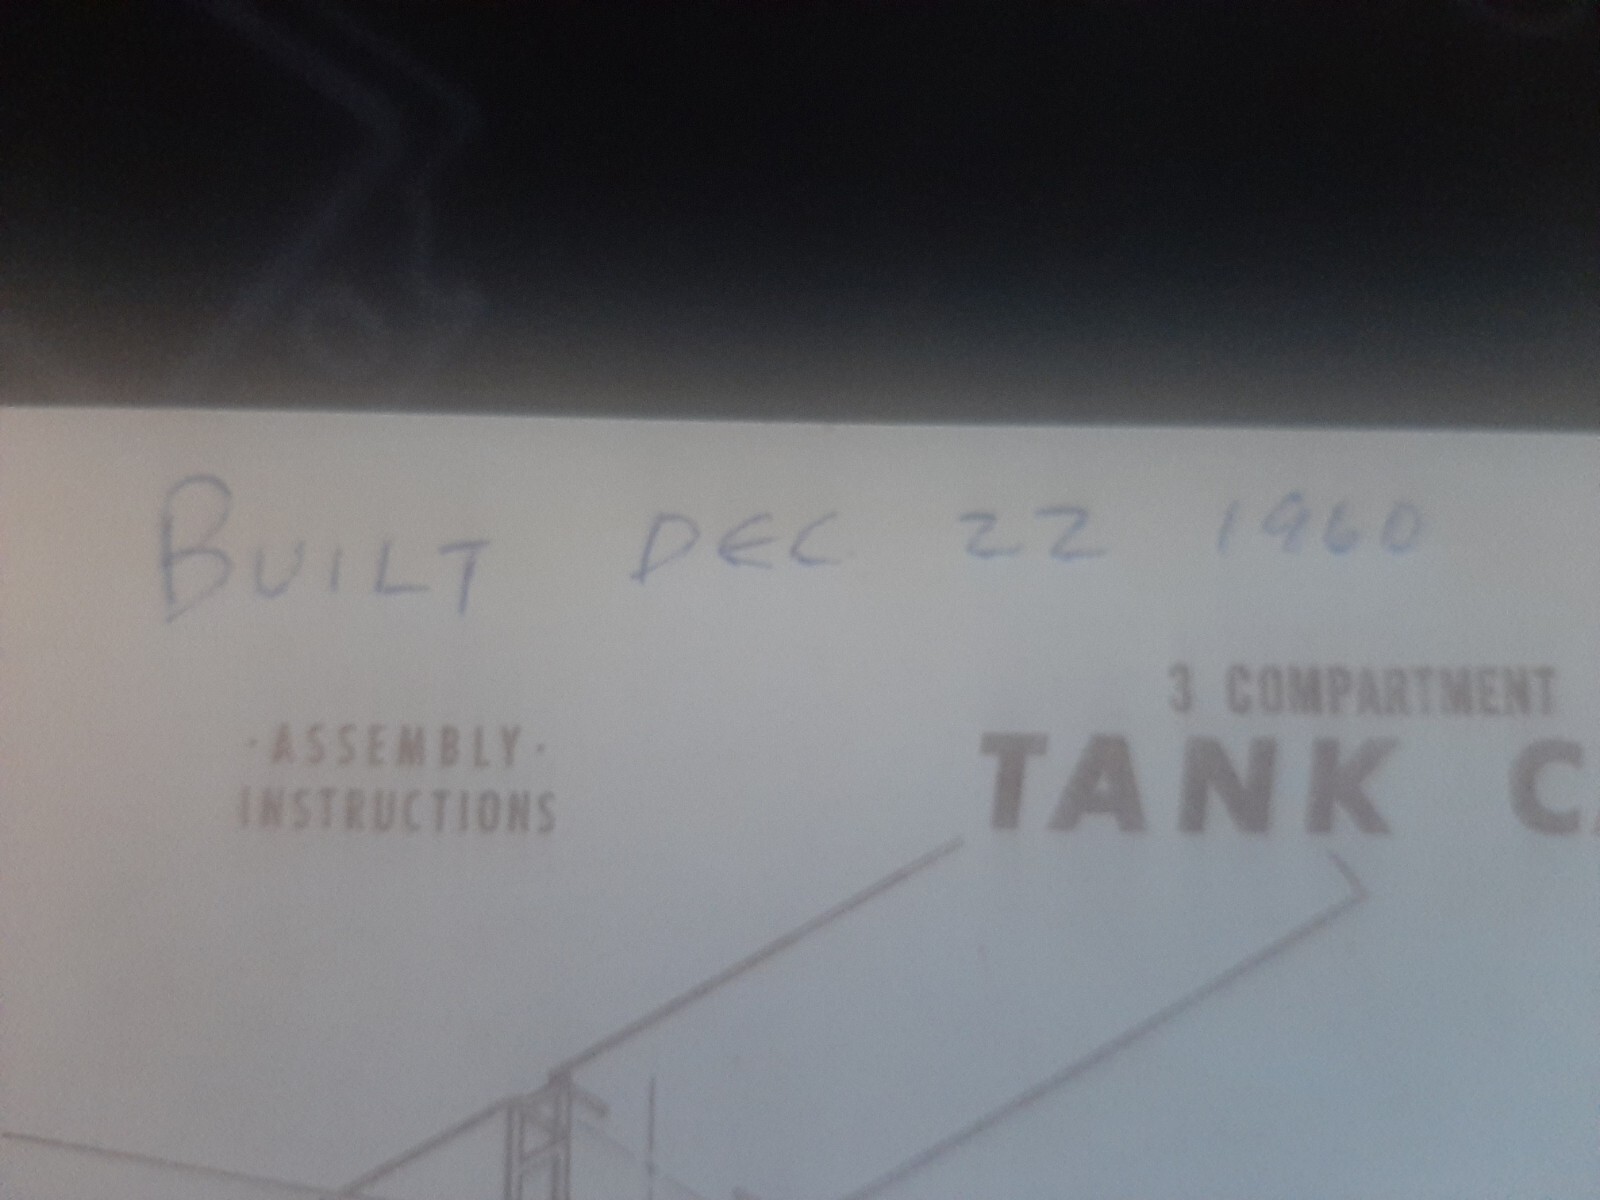 BUILT DEC 22 1960
·ASSEMBLY·
INSTRUCTIONS
3 COMPARTMENT
TANK